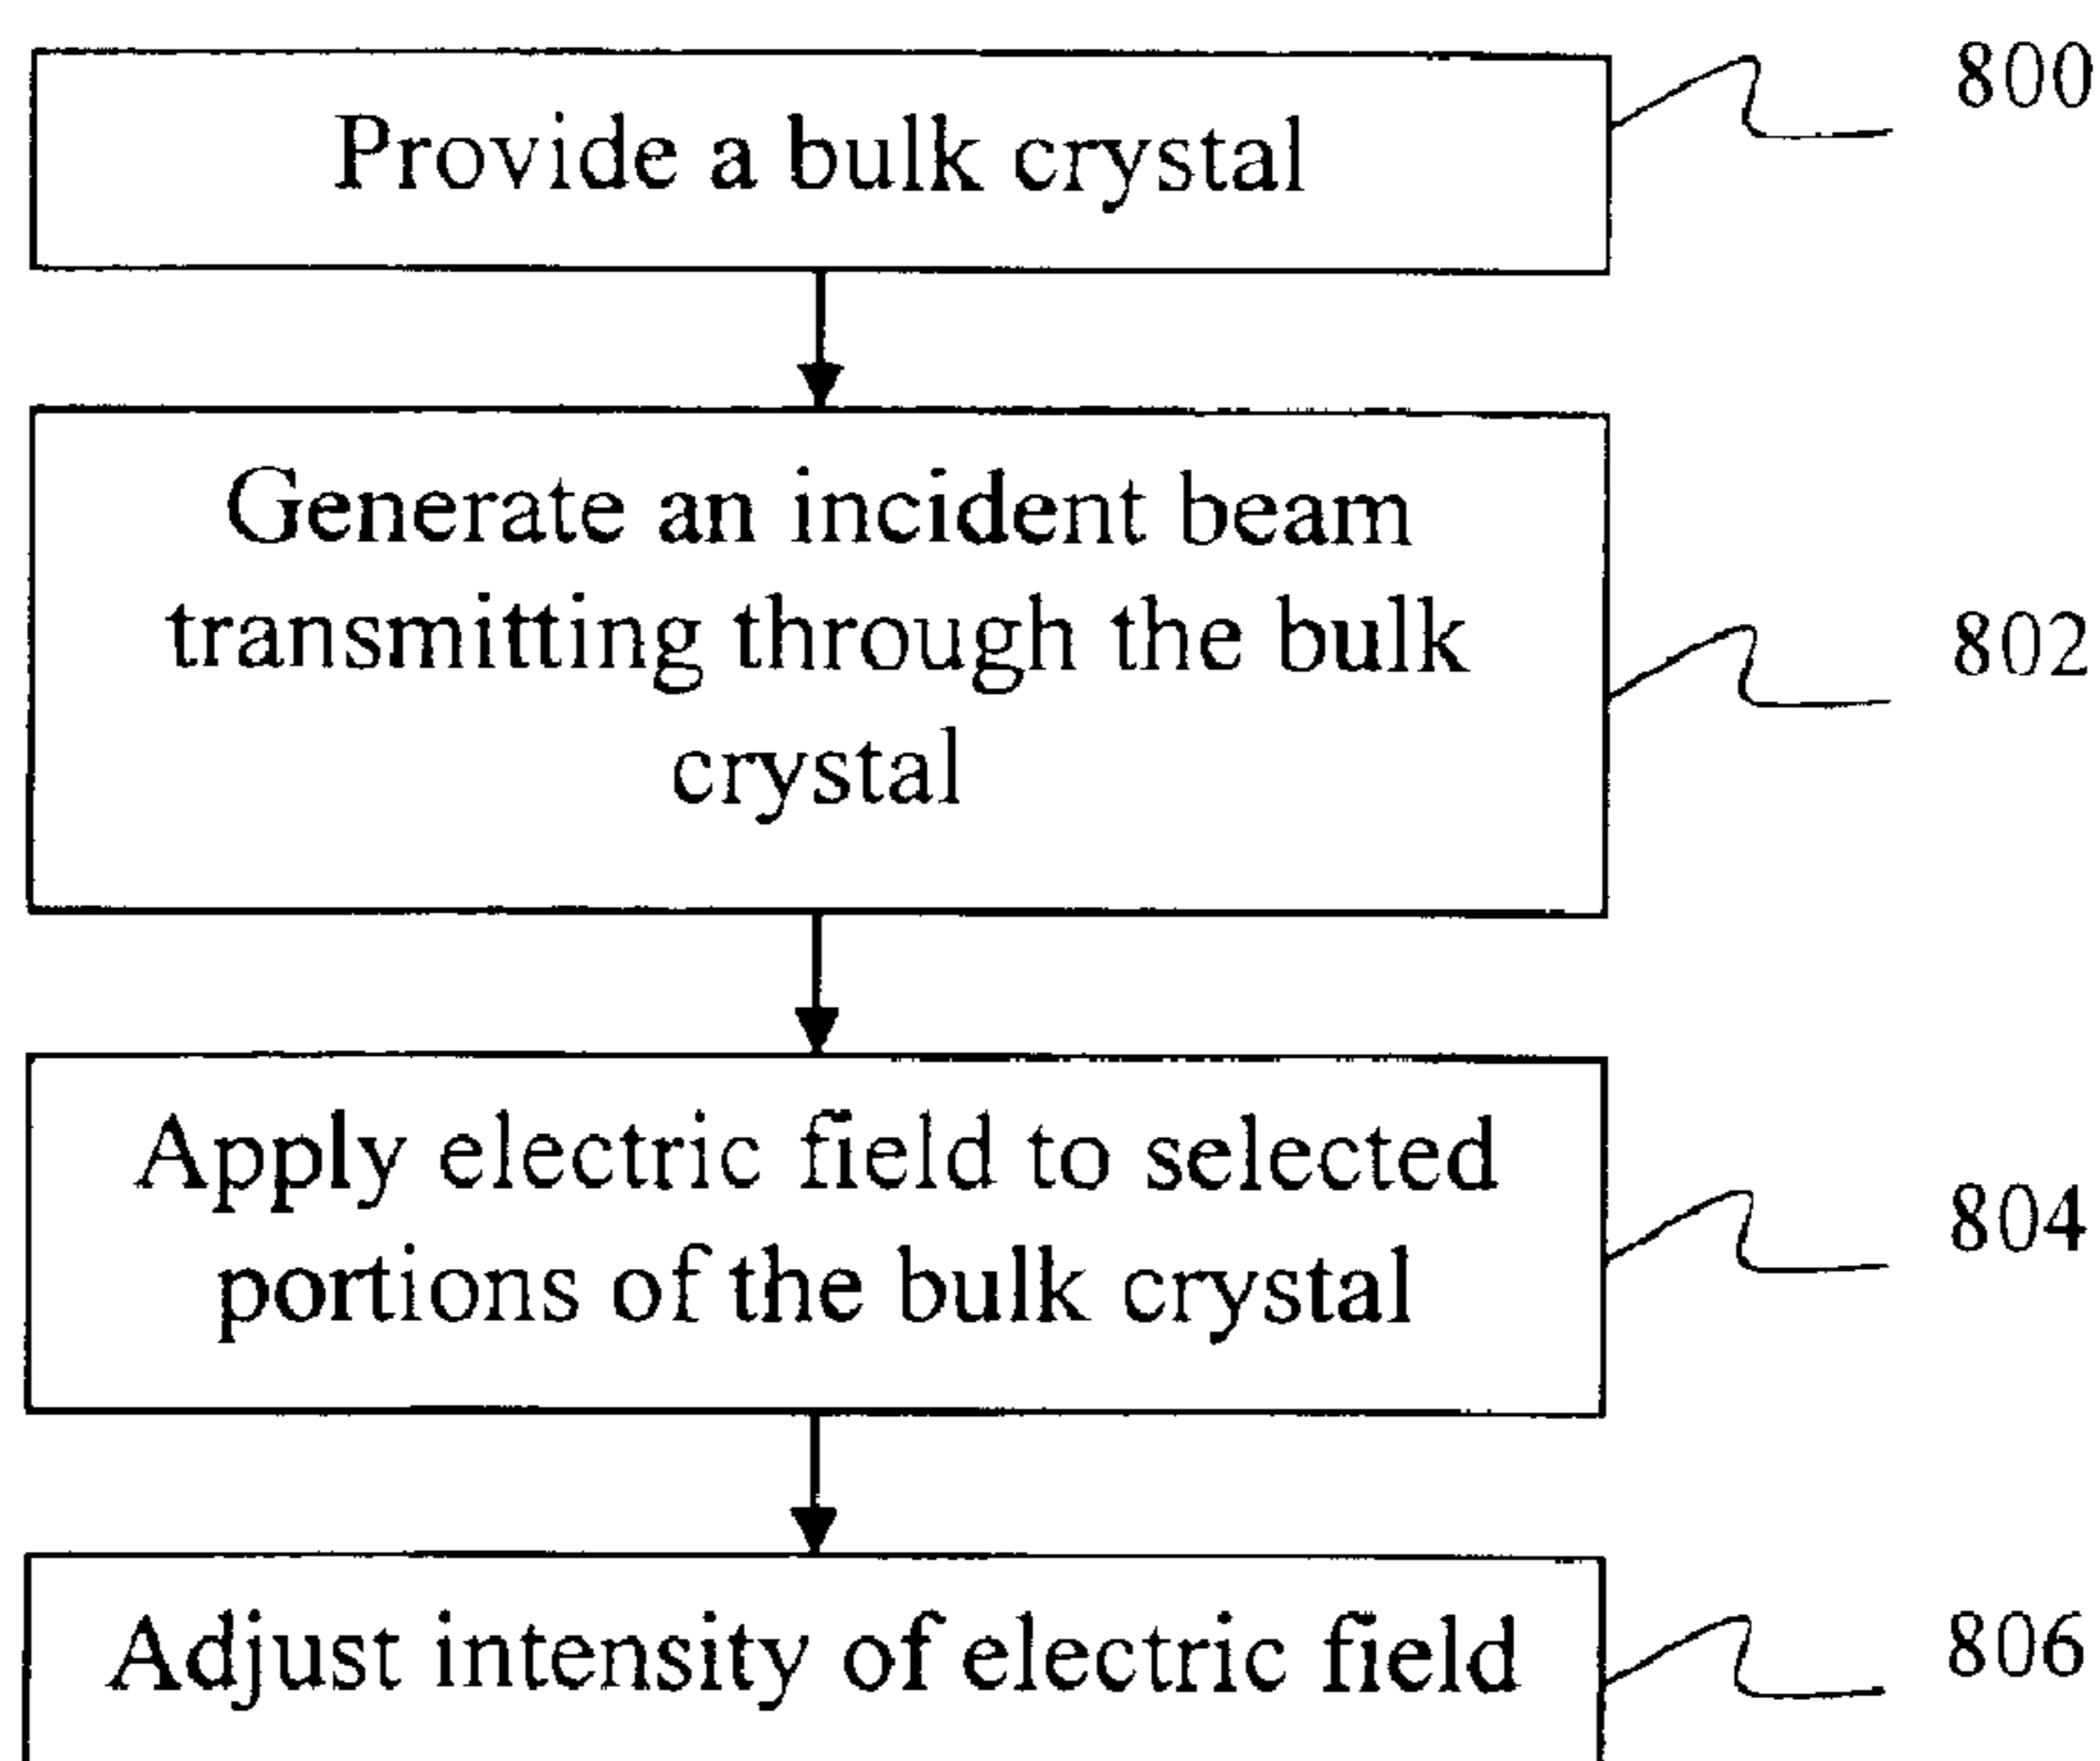 800
Provide a bulk crystal
Generate an incident beam
transmitting through the bulk
crystal
802
Apply electric field to selected
portions of the bulk crystal
804
Adjust intensity of electric field
806